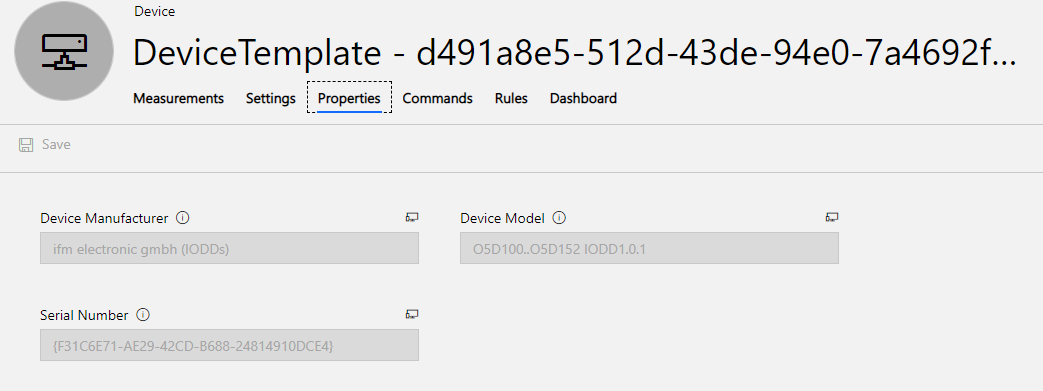 Device
DeviceTemplate - d491a8e5-512d-43de-94e0-7a4692f...
Measurements Settings Properties Commands Rules Dashboard
Save
Device Manufacturer Device Model
ifm electronic gmbh (IODDs) O5D100..O5D152 IODD1.0.1
Serial Number
{F31C6E71-AE29-42CD-B688-24814910DCE4}